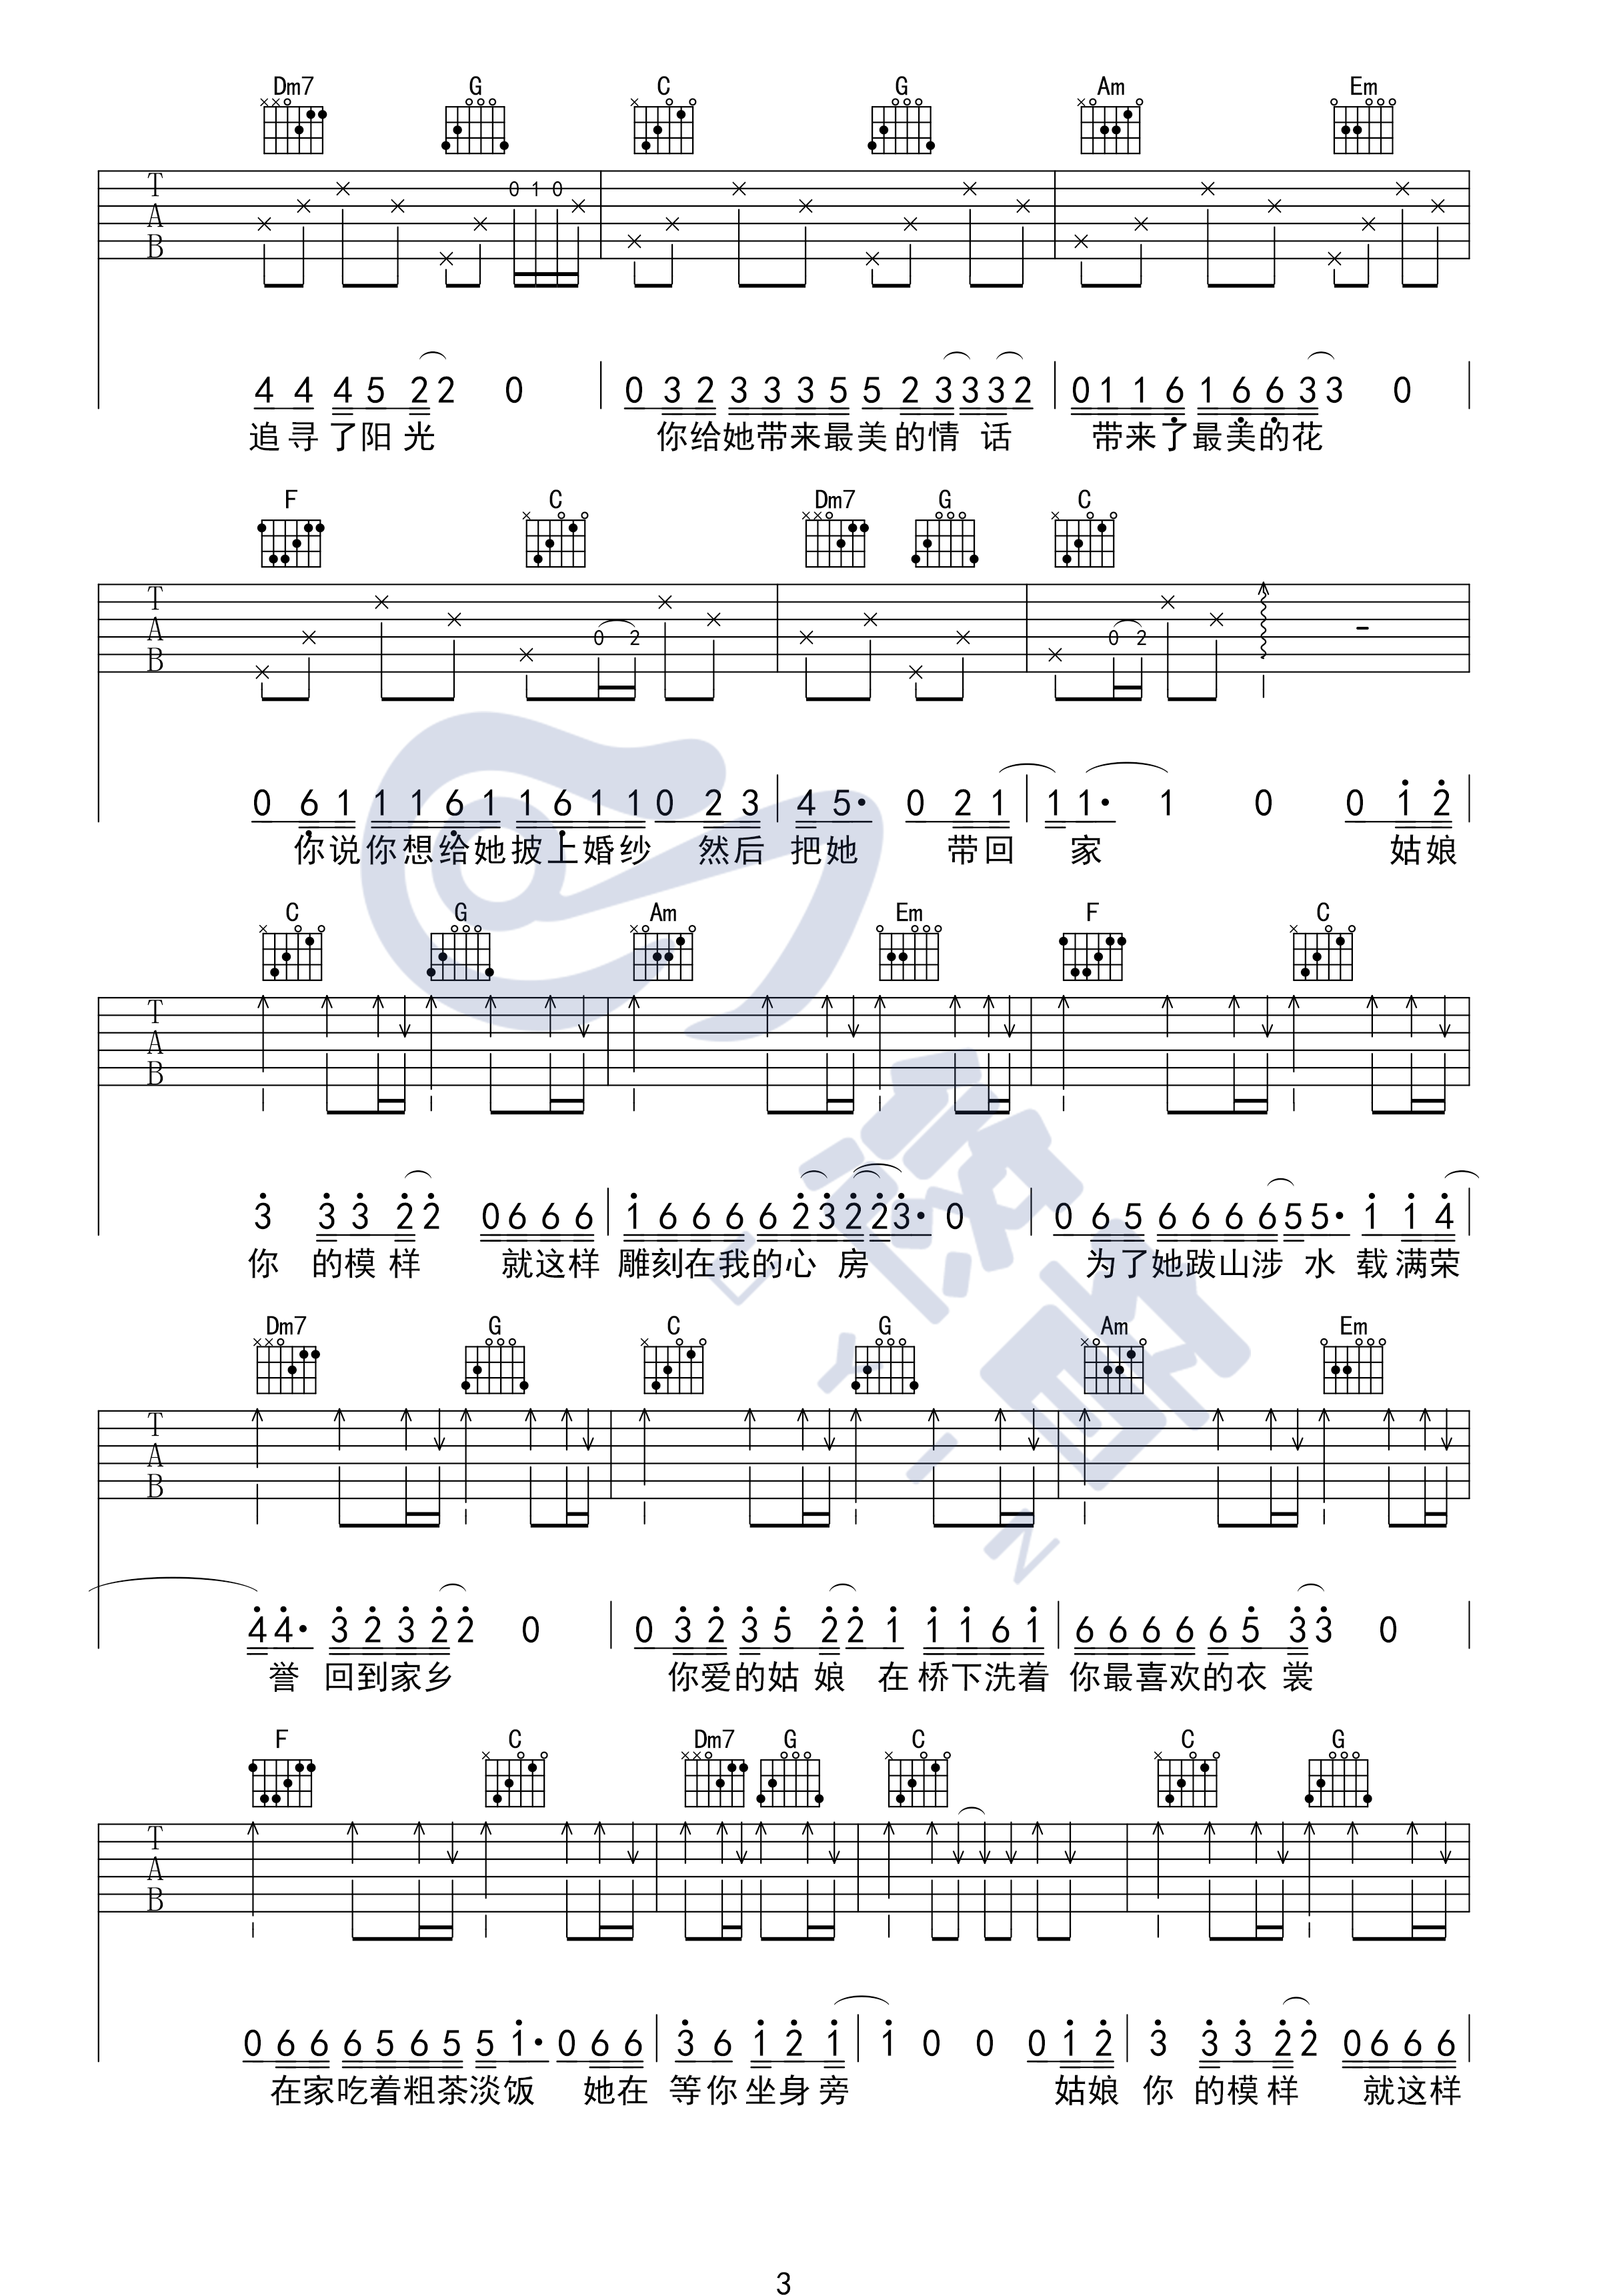 Dm7 G C G Am Em
T A B 0 1 0
4 4 4 5 2 2 0 0 3 2 3 3 3 5 5 2 3 3 3 2 0 1 1 6 1 6 6 3 3 0
追寻了阳光 你给她带来最美的情话 带来了最美的花
F C Dm7 G C
T A B 0 2 0 2 -
0 6 1 1 1 6 1 1 6 1 1 0 2 3 4 5· 0 2 1 1 1· 1 0 0 1 2
你说你想给她披上婚纱 然后 把她 带回 家 姑娘
C G Am Em F C
T A B
3 3 3 2 2 0 6 6 6 1 6 6 6 6 2 3 2 2 3· 0 0 6 5 6 6 6 6 5 5· 1 1 4
你 的模样 就这样 雕刻在我的心房 为了她跋山涉水 载满荣
Dm7 G C G Am Em
T A B
4 4· 3 2 3 2 2 0 0 3 2 3 5 2 2 1 1 1 6 1 6 6 6 6 6 5 3 3 0
誉 回到家乡 你爱的姑娘 在桥下洗着 你最喜欢的衣裳
F C Dm7 G C C G
T A B
0 6 6 6 5 6 5 5 1· 0 6 6 3 6 1 2 1 1 0 0 0 1 2 3 3 3 2 2 0 6 6 6
在家吃着粗茶淡饭 她在 等你坐身旁 姑娘 你 的模样 就这样
悠音
U Y I N
3